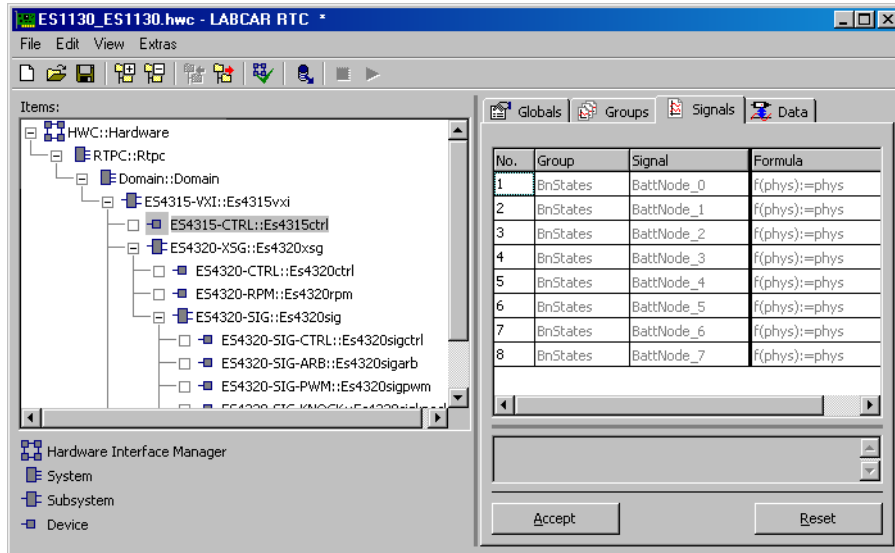 ES1130_ES1130.hwc - LABCAR RTC *
File Edit View Extras
Items:
HWC::Hardware
RTPC::Rtpc
Domain::Domain
ES4315-VXI::Es4315vxi
ES4315-CTRL::Es4315ctrl
ES4320-XSG::Es4320xsg
ES4320-CTRL::Es4320ctrl
ES4320-RPM::Es4320rpm
ES4320-SIG::Es4320sig
ES4320-SIG-CTRL::Es4320sigctrl
ES4320-SIG-ARB::Es4320sigarb
ES4320-SIG-PWM::Es4320sigpwm
Hardware Interface Manager
System
Subsystem
Device
Globals Groups Signals Data
No. Group Signal Formula
1 BnStates BattNode_0 f(phys):=phys
2 BnStates BattNode_1 f(phys):=phys
3 BnStates BattNode_2 f(phys):=phys
4 BnStates BattNode_3 f(phys):=phys
5 BnStates BattNode_4 f(phys):=phys
6 BnStates BattNode_5 f(phys):=phys
7 BnStates BattNode_6 f(phys):=phys
8 BnStates BattNode_7 f(phys):=phys
Accept Reset